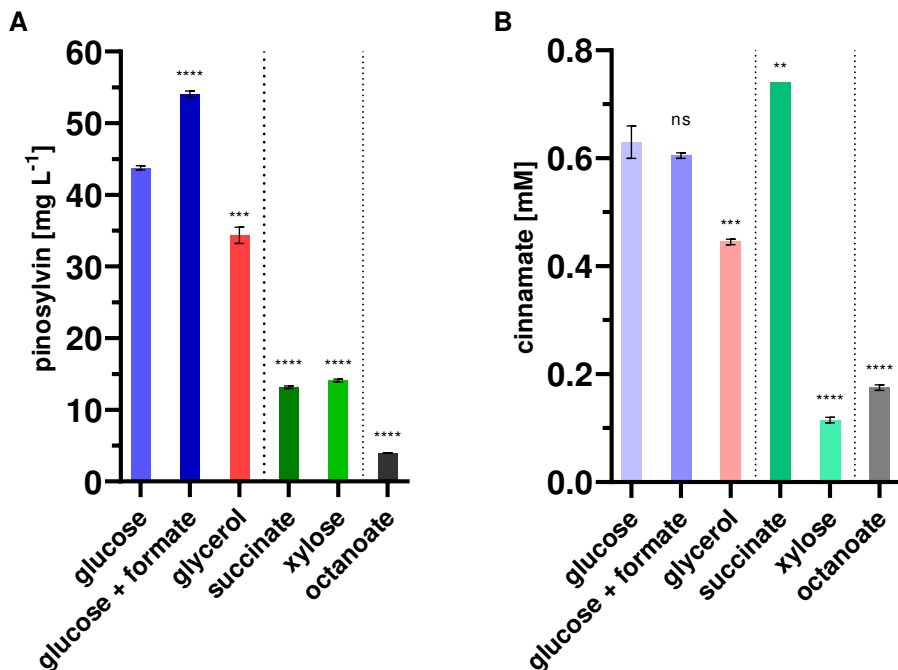 A
pinosylvin [mg L-1]
60
50
40
30
20
10
0
****
***
****
****
****
glucose
glucose + formate
glycerol
succinate
xylose
octanoate
B
cinnamate [mM]
0.8
0.6
0.4
0.2
0.0
ns
***
**
****
****
glucose
glucose + formate
glycerol
succinate
xylose
octanoate